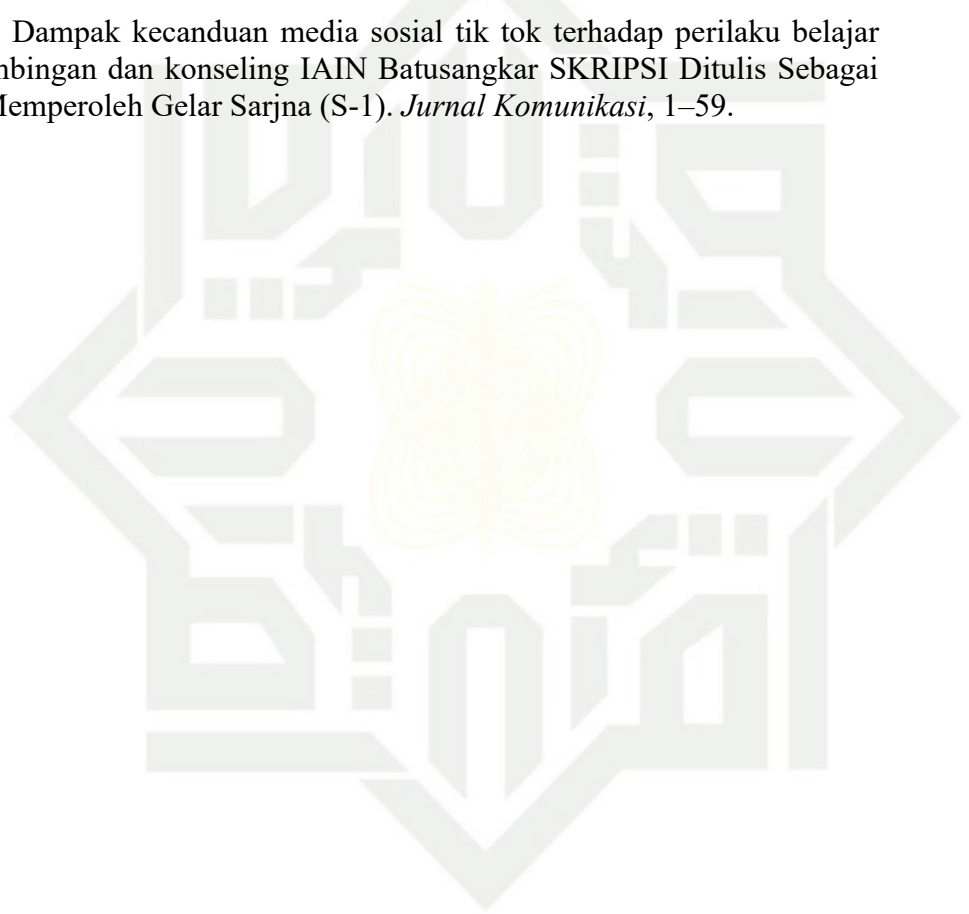 Dampak kecanduan media sosial tik tok terhadap perilaku belajar
nbingan dan konseling IAIN Batusangkar SKRIPSI Ditulis Sebagai
Memperoleh Gelar Sarjna (S-1). Jurnal Komunikasi, 1–59.